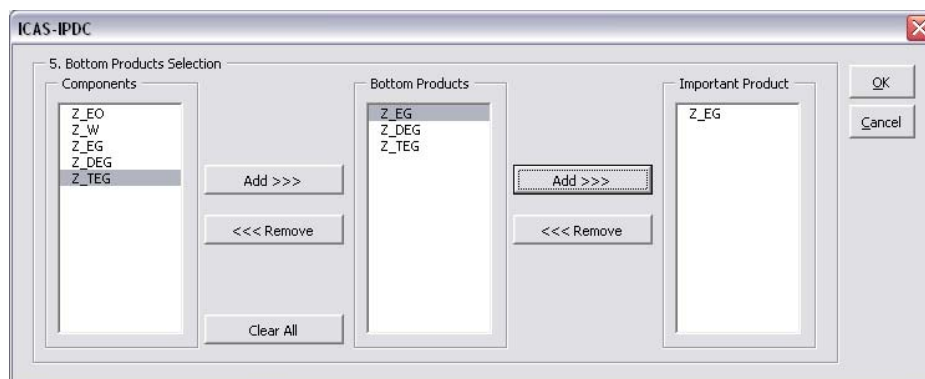 ICAS-IPDC
5. Bottom Products Selection
Components
Z_EO
Z_W
Z_EG
Z_DEG
Z_TEG
Add >>>
<<< Remove
Clear All
Bottom Products
Z_EG
Z_DEG
Z_TEG
Add >>>
<<< Remove
Important Product
Z_EG
OK
Cancel